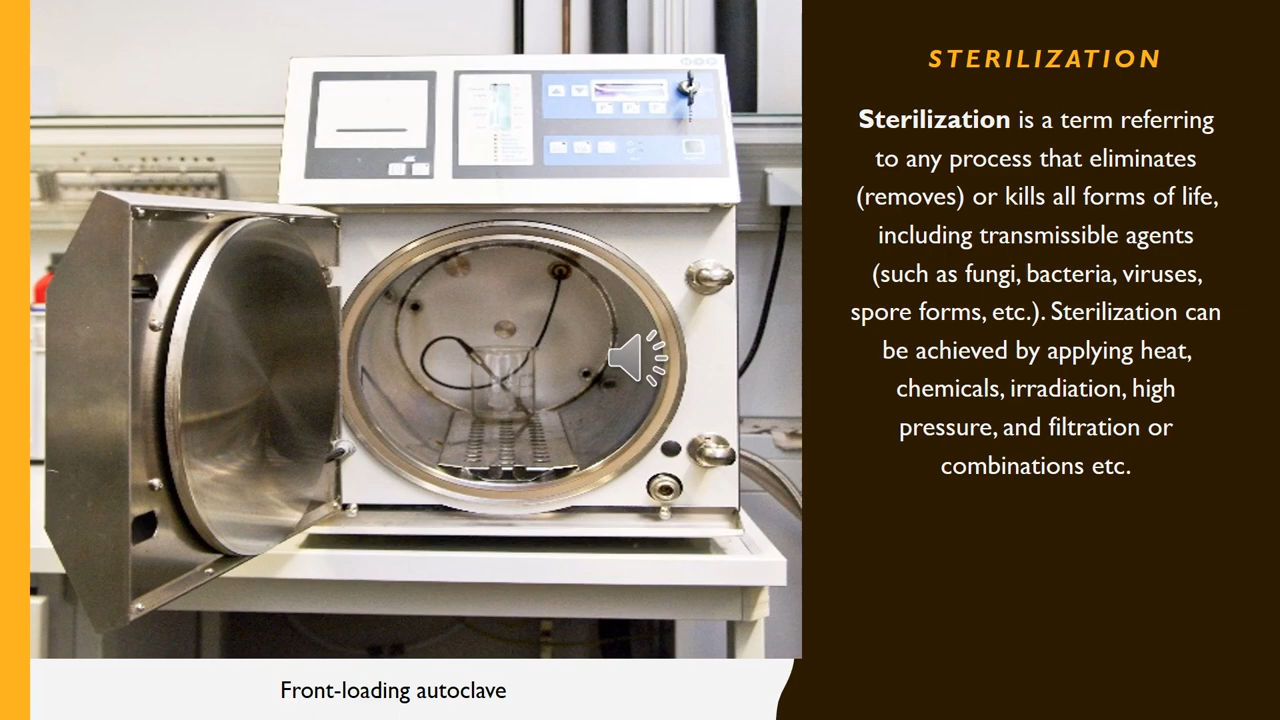 STERILIZATION
Sterilization is a term referring
to any process that eliminates
(removes) or kills all forms of life,
including transmissible agents
(such as fungi, bacteria, viruses,
spore forms, etc.). Sterilization can
be achieved by applying heat,
chemicals, irradiation, high
pressure, and filtration or
combinations etc.
Front-loading autoclave